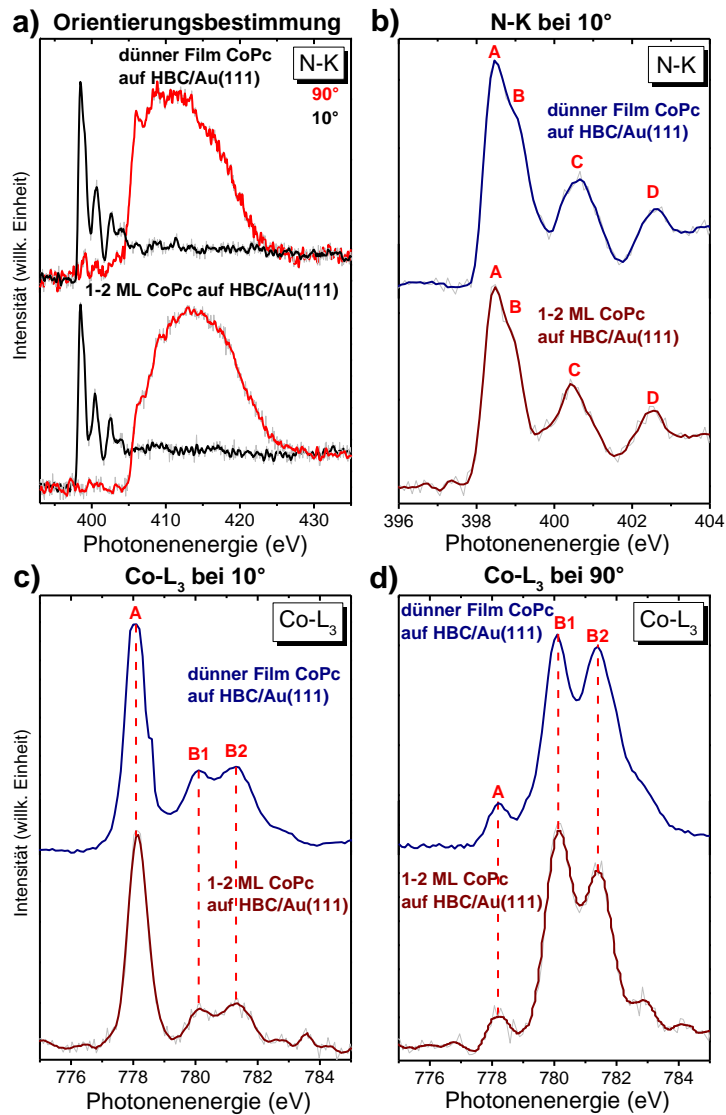 a) Orientierungsbestimmung
dünner Film CoPc
auf HBC/Au(111)
N-K
90°
10°
1-2 ML CoPc auf HBC/Au(111)
Intensität (willk. Einheit)
400 410 420 430
Photonenenergie (eV)
b) N-K bei 10°
N-K
A
B
dünner Film CoPc
auf HBC/Au(111)
C
D
A
B
1-2 ML CoPc
auf HBC/Au(111)
C
D
396 398 400 402 404
Photonenenergie (eV)
c) Co-L₃ bei 10°
Co-L₃
A
dünner Film CoPc
auf HBC/Au(111)
B1 B2
1-2 ML CoPc
auf HBC/Au(111)
Intensität (willk. Einheit)
776 778 780 782 784
Photonenenergie (eV)
d) Co-L₃ bei 90°
dünner Film CoPc
auf HBC/Au(111)
Co-L₃
B1
B2
A
1-2 ML CoPc
auf HBC/Au(111)
776 778 780 782 784
Photonenenergie (eV)